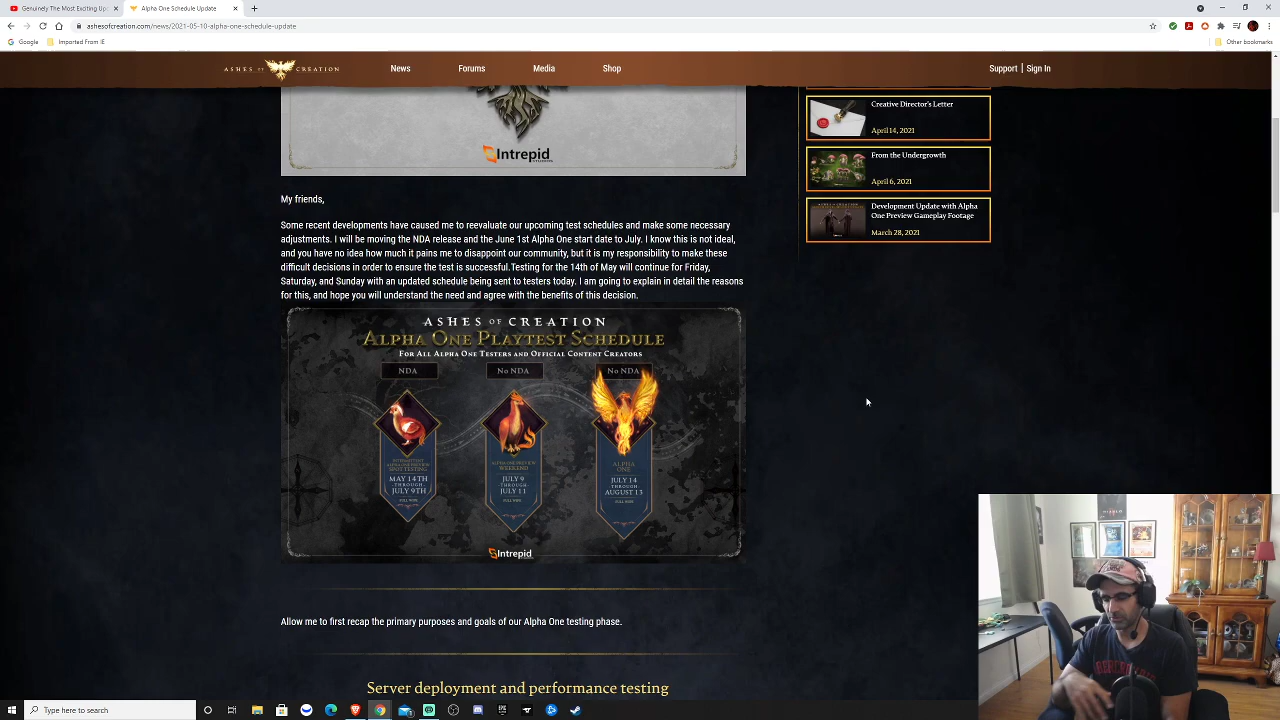 Genuinely The Most Exciting Up
Alpha One Schedule Update
ashesofcreation.com/news/2021-05-10-alpha-one-schedule-update
Google
Imported From IE
Other bookmarks
ASHES OF CREATION
News
Forums
Media
Shop
Support | Sign In
Creative Director's Letter
April 14, 2021
From the Undergrowth
April 6, 2021
Development Update with Alpha
One Preview Gameplay Footage
March 28, 2021
Intrepid
My friends,
Some recent developments have caused me to reevaluate our upcoming test schedules and make some necessary
adjustments. I will be moving the NDA release and the June 1st Alpha One start date to July. I know this is not ideal,
and you have no idea how much it pains me to disappoint our community, but it is my responsibility to make these
difficult decisions in order to ensure the test is successful.Testing for the 14th of May will continue for Friday,
Saturday, and Sunday with an updated schedule being sent to testers today. I am going to explain in detail the reasons
for this, and hope you will understand the need and agree with the benefits of this decision.
ASHES OF CREATION
ALPHA ONE PLAYTEST SCHEDULE
FOR ALL ALPHA ONE TESTERS AND OFFICIAL CONTENT CREATORS
NDA
INTERMITTENT
ALPHA ONE PREVIEW
SPOT TESTING
MAY 14TH
THROUGH
JULY 9TH
No NDA
ALPHA ONE PREVIEW
WEEKEND
JULY 9
THROUGH
JULY 11
No NDA
ALPHA
ONE
JULY 14
THROUGH
AUGUST 13
Intrepid
Allow me to first recap the primary purposes and goals of our Alpha One testing phase.
Server deployment and performance testing
Type here to search